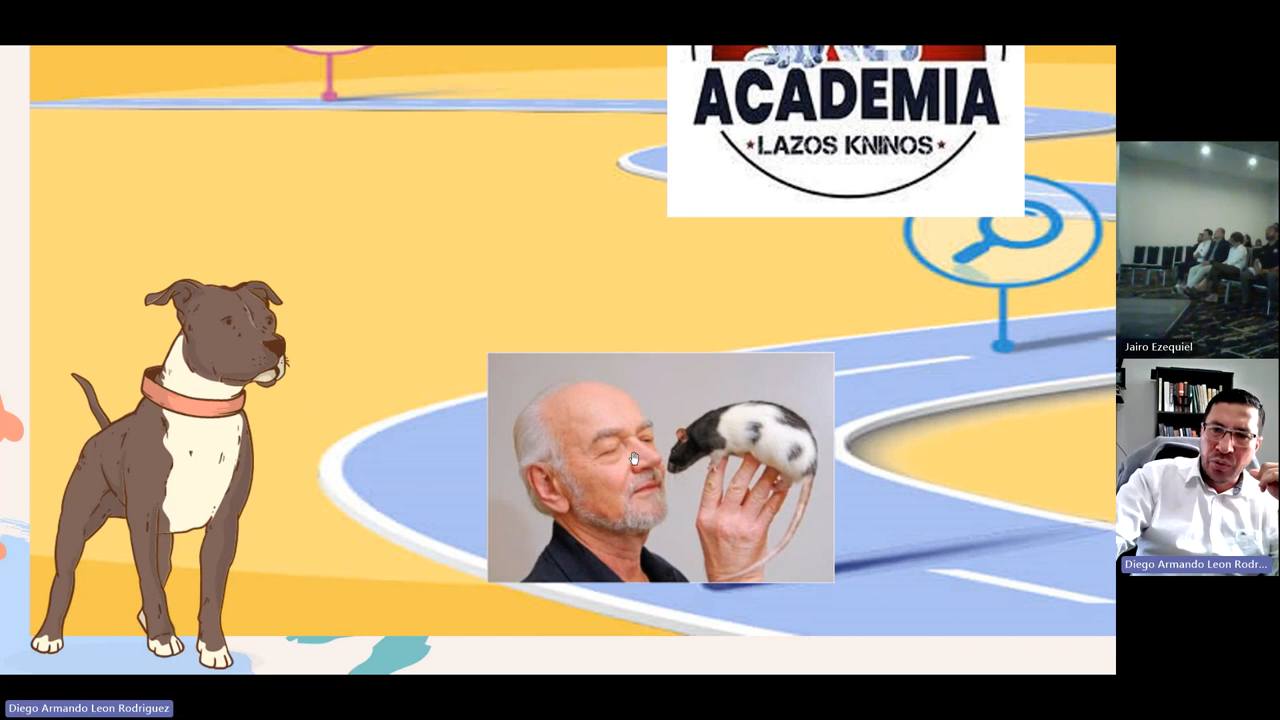 ACADEMIA
LAZOS KNINOS
Jairo Ezequiel
Diego Armando Leon Rodr...
Diego Armando Leon Rodriguez